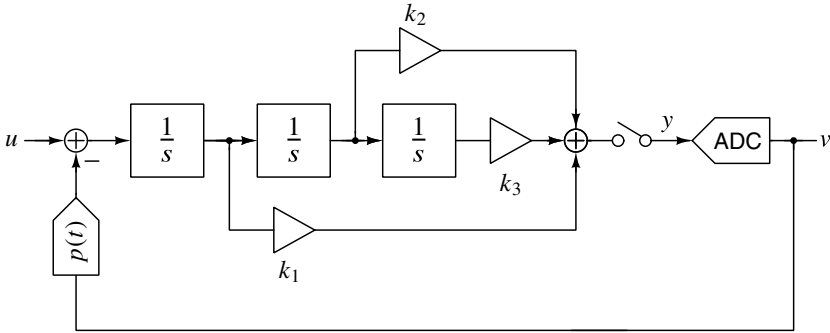 k₂
u
1/s
1/s
1/s
k₃
y
ADC
v
−
p(t)
k₁